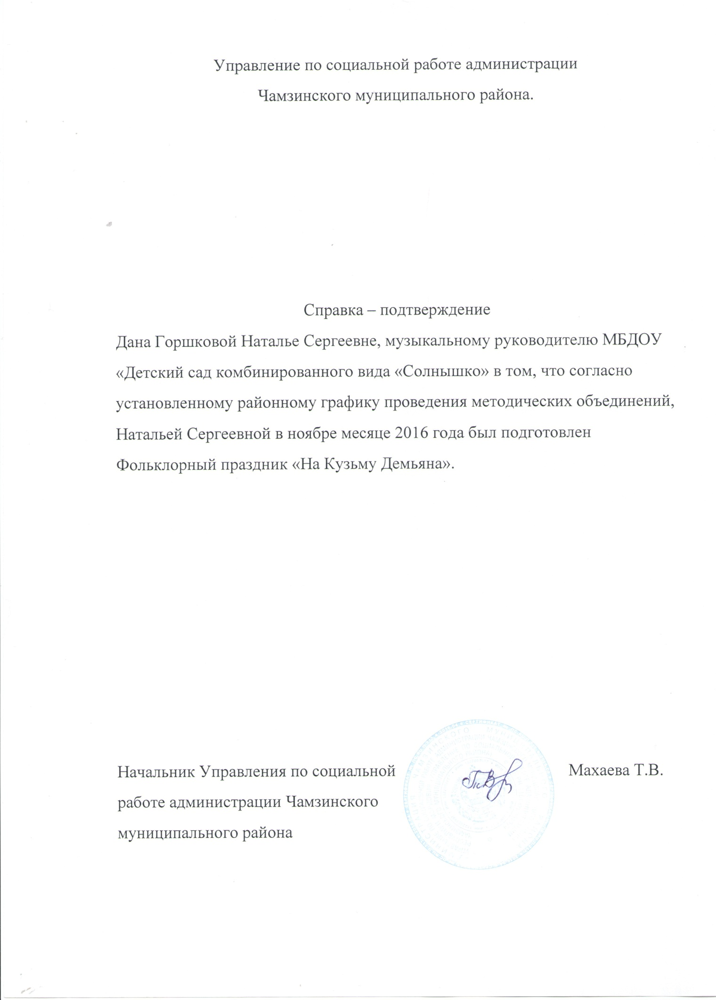 Управление по социальной работе администрации
Чамзинского муниципального района.
Справка – подтверждение
Дана Горшковой Наталье Сергеевне, музыкальному руководителю МБДОУ
«Детский сад комбинированного вида «Солнышко» в том, что согласно
установленному районному графику проведения методических объединений,
Натальей Сергеевной в ноябре месяце 2016 года был подготовлен
Фольклорный праздник «На Кузьму Демьяна».
Начальник Управления по социальной
работе администрации Чамзинского
муниципального района
Махаева Т.В.